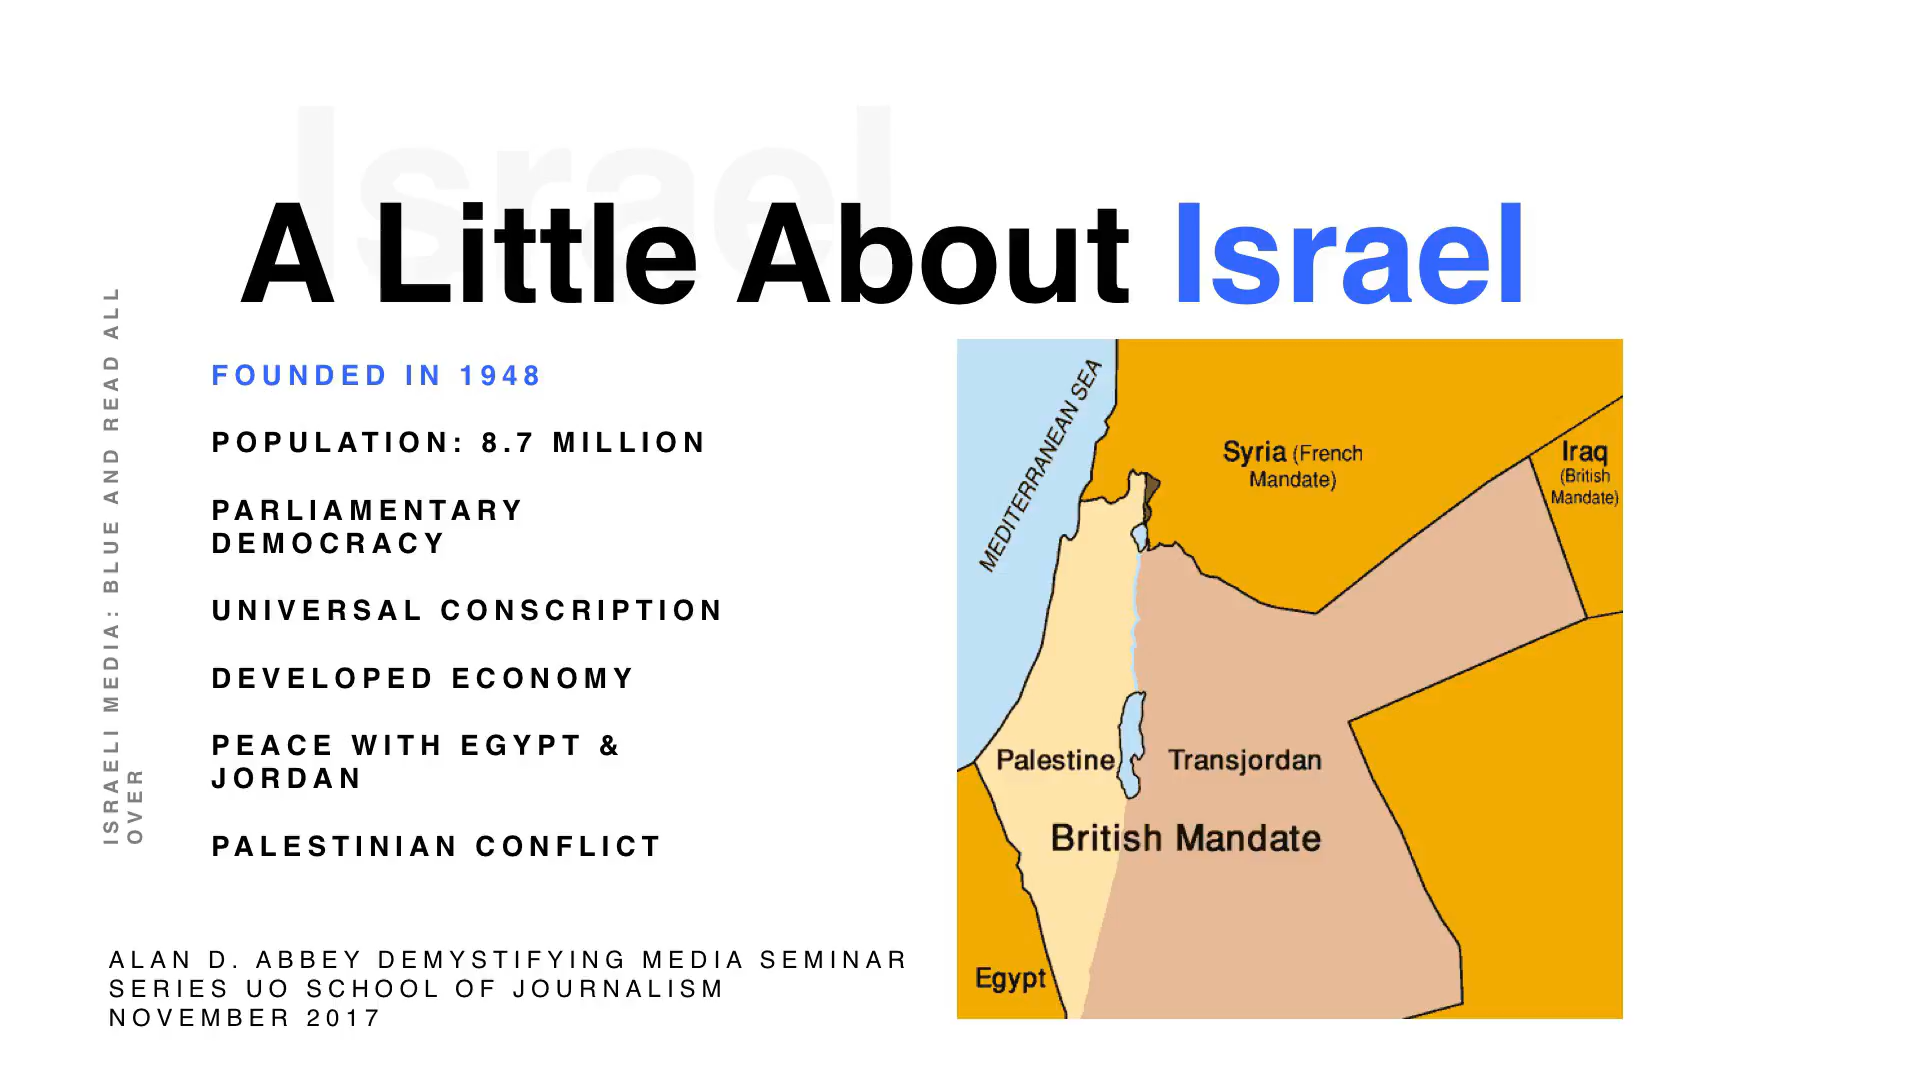 Israel
A Little About Israel
ISRAELI MEDIA: BLUE AND READ ALL
OVER
FOUNDED IN 1948
POPULATION: 8.7 MILLION
PARLIAMENTARY
DEMOCRACY
UNIVERSAL CONSCRIPTION
DEVELOPED ECONOMY
PEACE WITH EGYPT &
JORDAN
PALESTINIAN CONFLICT
MEDITERRANEAN SEA
Syria (French
Mandate)
Iraq
(British
Mandate)
Palestine
Transjordan
British Mandate
Egypt
ALAN D. ABBEY DEMYSTIFYING MEDIA SEMINAR
SERIES UO SCHOOL OF JOURNALISM
NOVEMBER 2017